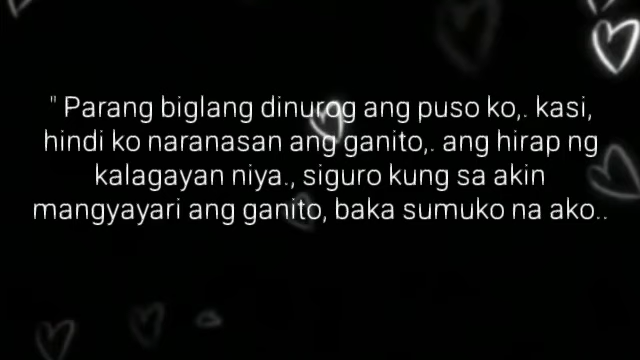 " Parang biglang dinurog ang puso ko,. kasi,
hindi ko naranasan ang ganito,. ang hirap ng
kalagayan niya., siguro kung sa akin
mangyayari ang ganito, baka sumuko na ako..